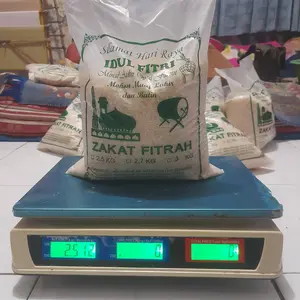 Selamat Hari Raya
IDUL FITRI
Mohon Maaf Lahir
dan Batin
ZAKAT FITRAH
2,5 KG 2,7 KG 3 KG
2.512 0 0